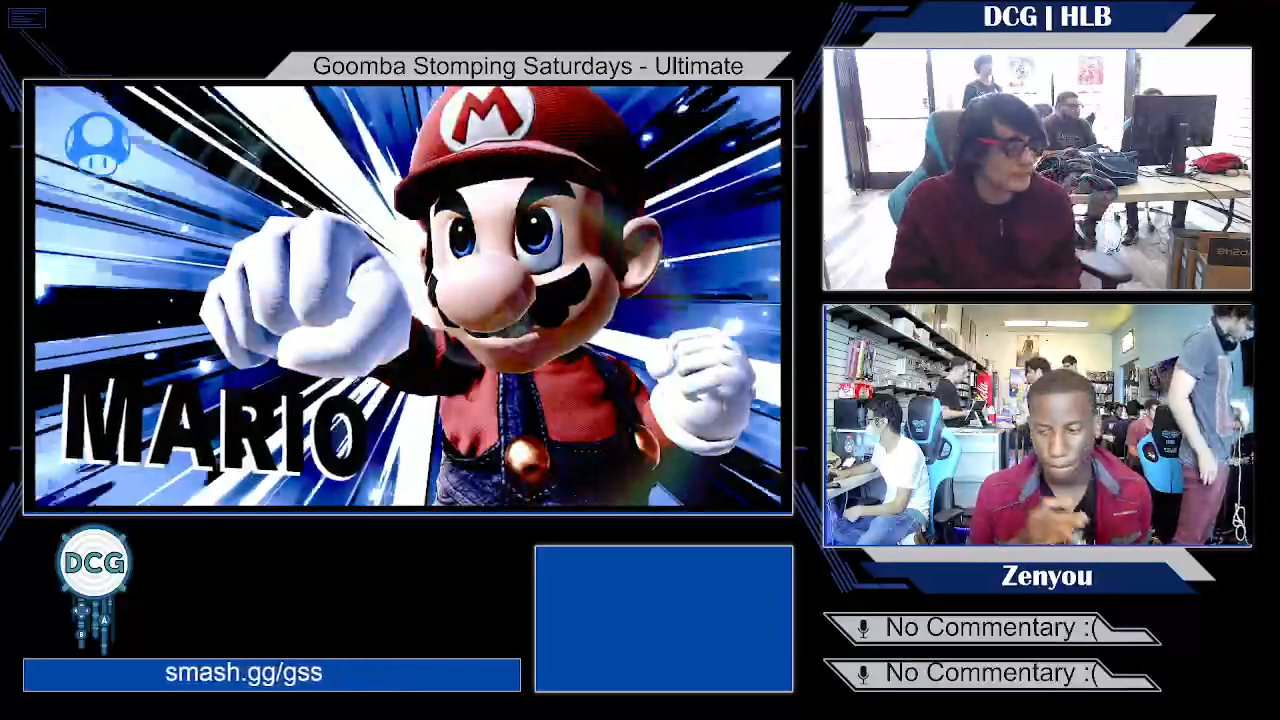 DCG | HLB
Goomba Stomping Saturdays - Ultimate
M
MARIO
DCG
smash.gg/gss
Zenyou
No Commentary :(
No Commentary :(